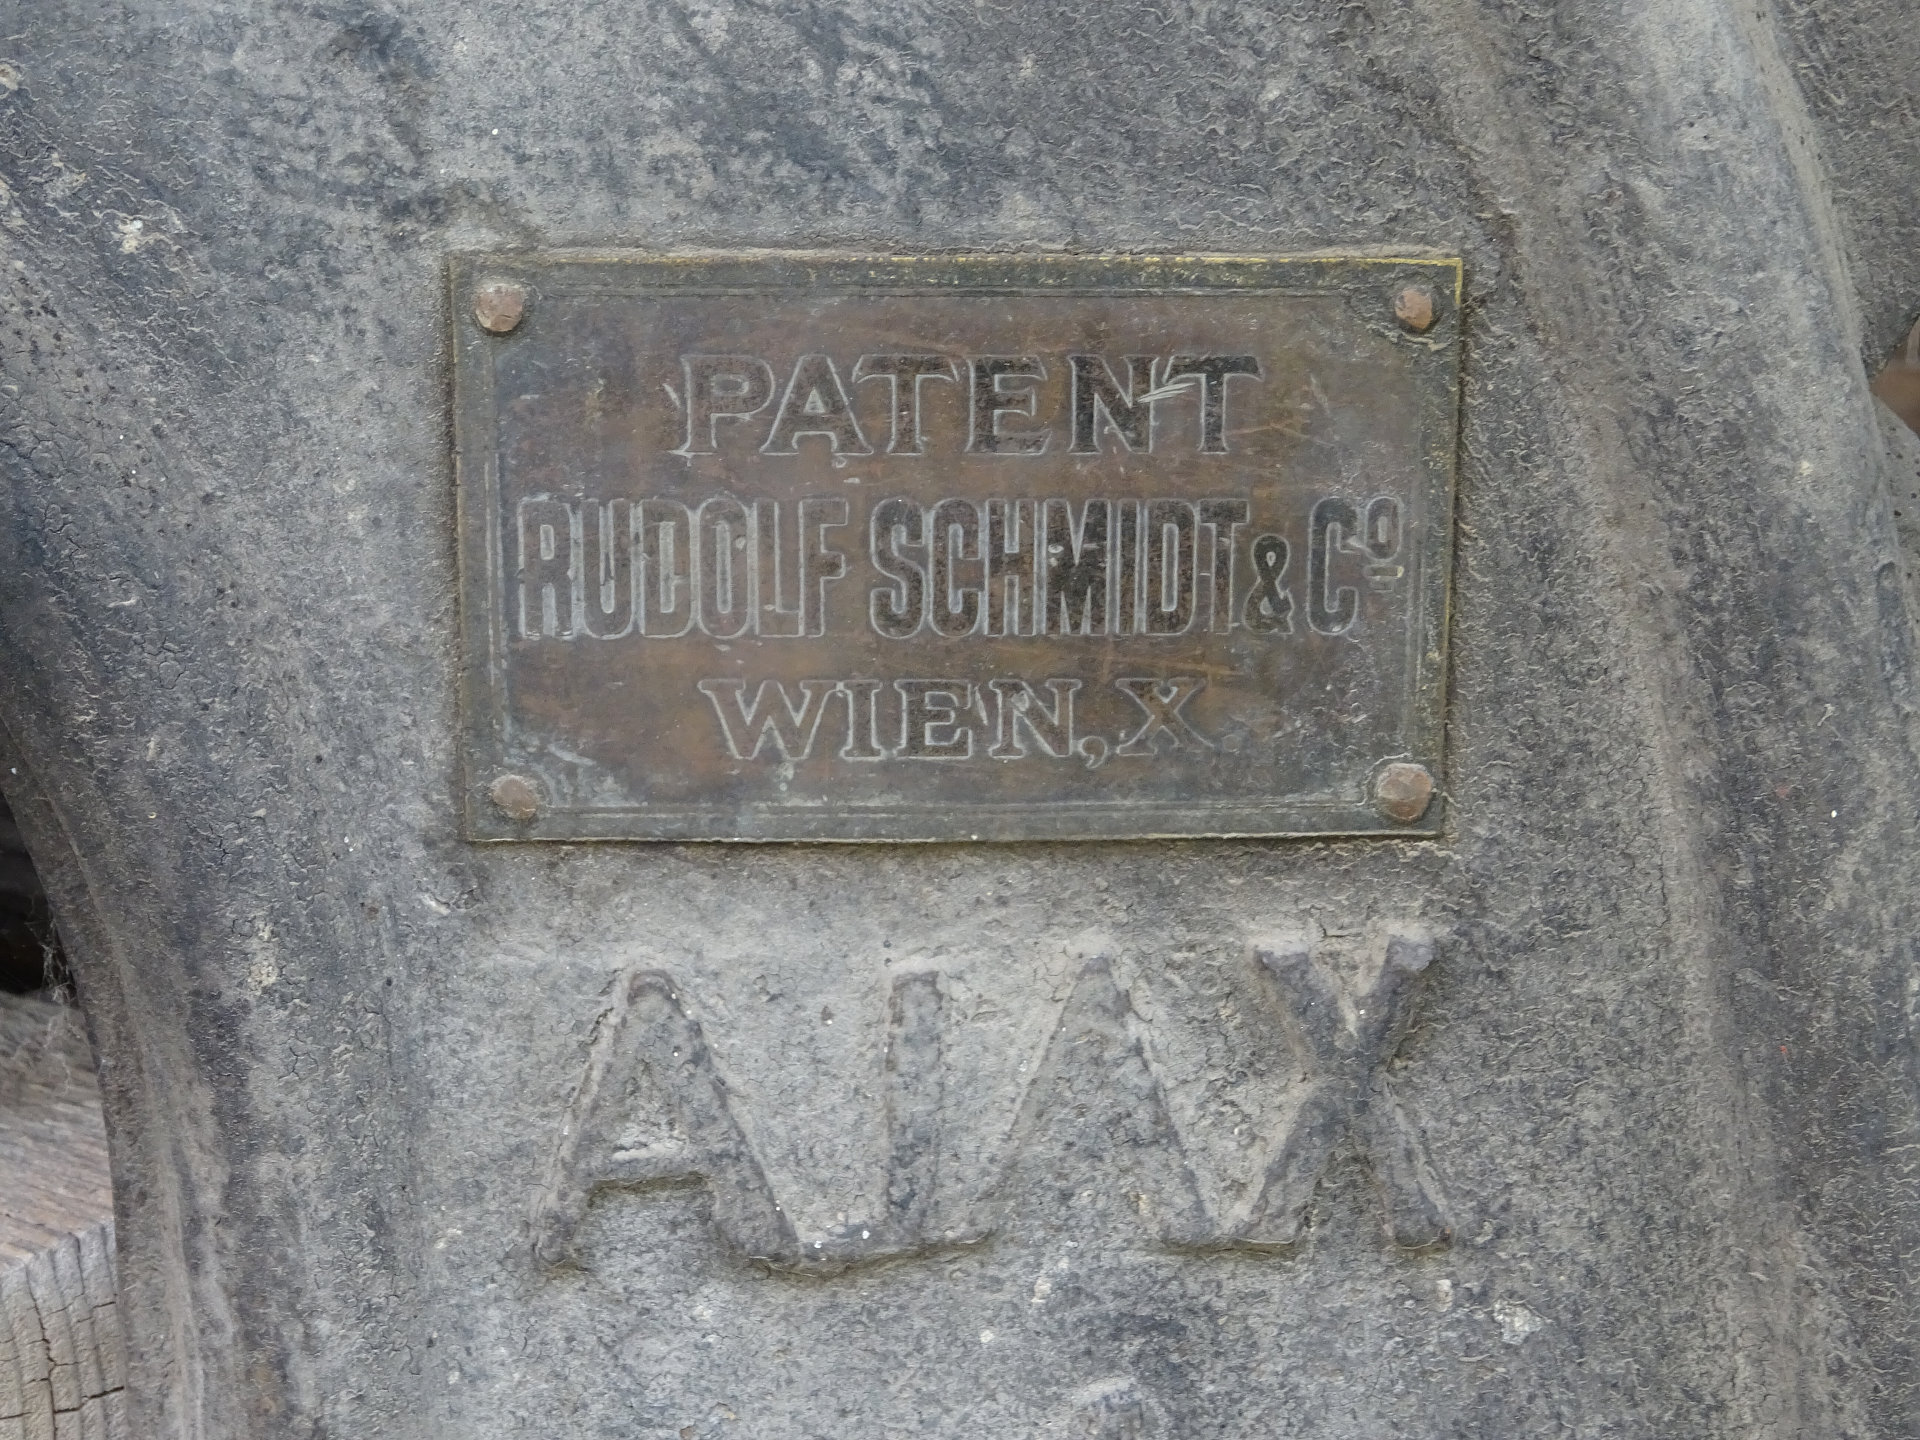 PATENT
RUDOLF SCHMIDT & Cº
WIEN, X.
AJAX